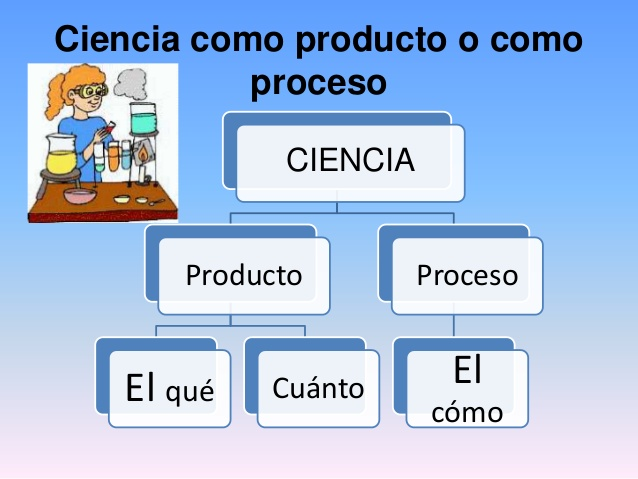 Ciencia como producto o como
proceso
CIENCIA
Producto
Proceso
El qué
Cuánto
El
cómo